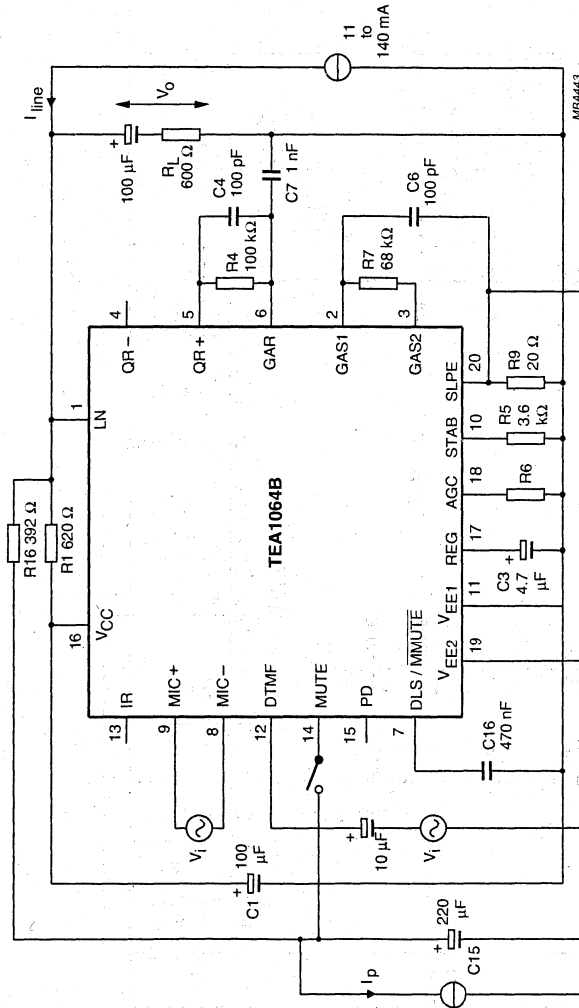 R16 392 Ω
R1 620 Ω
I line
11
to
140 mA
100 μF
+
V o
R L
600 Ω
C4
100 pF
R4
100 kΩ
C7 1 nF
C6
100 pF
R7
68 kΩ
16
1
4
5
6
2
3
V CC
LN
QR −
QR +
GAR
GAS1
GAS2
TEA1064B
13
IR
9
MIC+
8
MIC−
12
DTMF
14
MUTE
15
PD
7
DLS / MMUTE
V EE2
V EE1
REG
AGC
STAB
SLPE
19
11
17
18
10
20
V i
+
100
μF
C1
+
10 μF
V i
C16
470 nF
+
C3
4.7
μF
R6
R5
3.6
kΩ
R9
20 Ω
I p
+
220
μF
C15
MBA443